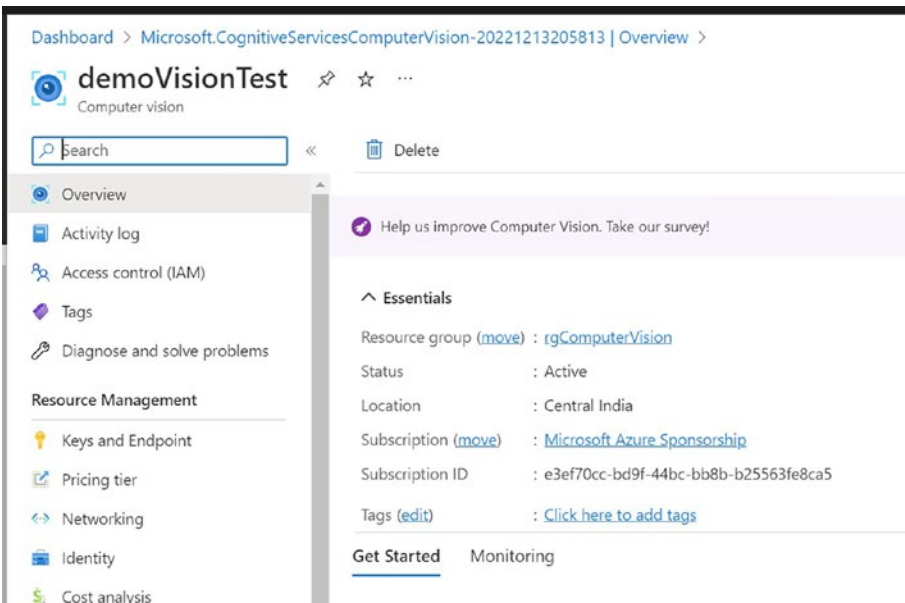 Dashboard > Microsoft.CognitiveServicesComputerVision-20221213205813 | Overview >
demoVisionTest
Computer vision
Search
Overview
Activity log
Access control (IAM)
Tags
Diagnose and solve problems
Resource Management
Keys and Endpoint
Pricing tier
Networking
Identity
Cost analysis
Delete
Help us improve Computer Vision. Take our survey!
Essentials
Resource group (move) : rgComputerVision
Status : Active
Location : Central India
Subscription (move) : Microsoft Azure Sponsorship
Subscription ID : e3ef70cc-bd9f-44bc-bb8b-b25563fe8ca5
Tags (edit) : Click here to add tags
Get Started Monitoring